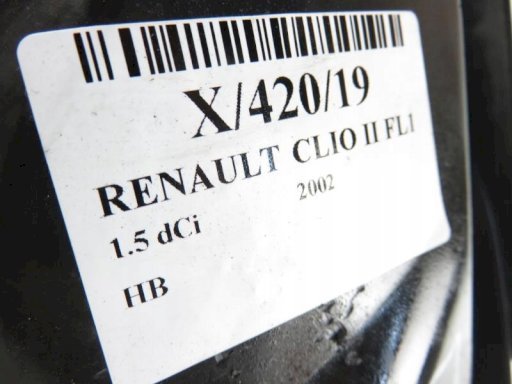 X/420/19
RENAULT CLIO II FL1
2002
1.5 dCi
HB